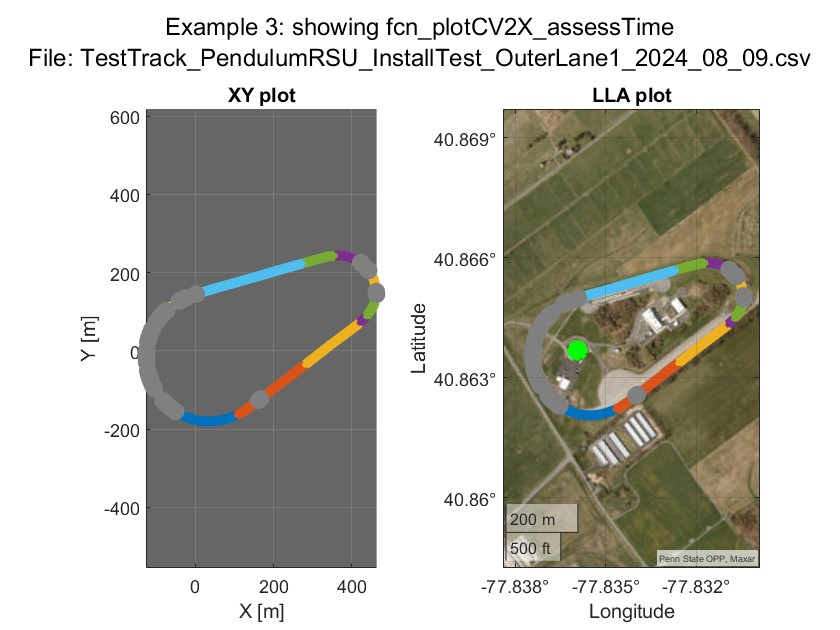 Example 3: showing fcn_plotCV2X_assessTime
File: TestTrack_PendulumRSU_InstallTest_OuterLane1_2024_08_09.csv
XY plot
600
400
200
0
-200
-400
0
200
400
X [m]
Y [m]
LLA plot
40.869°
40.866°
40.863°
40.86°
-77.838°
-77.835°
-77.832°
Longitude
Latitude
200 m
500 ft
Penn State OPP, Maxar